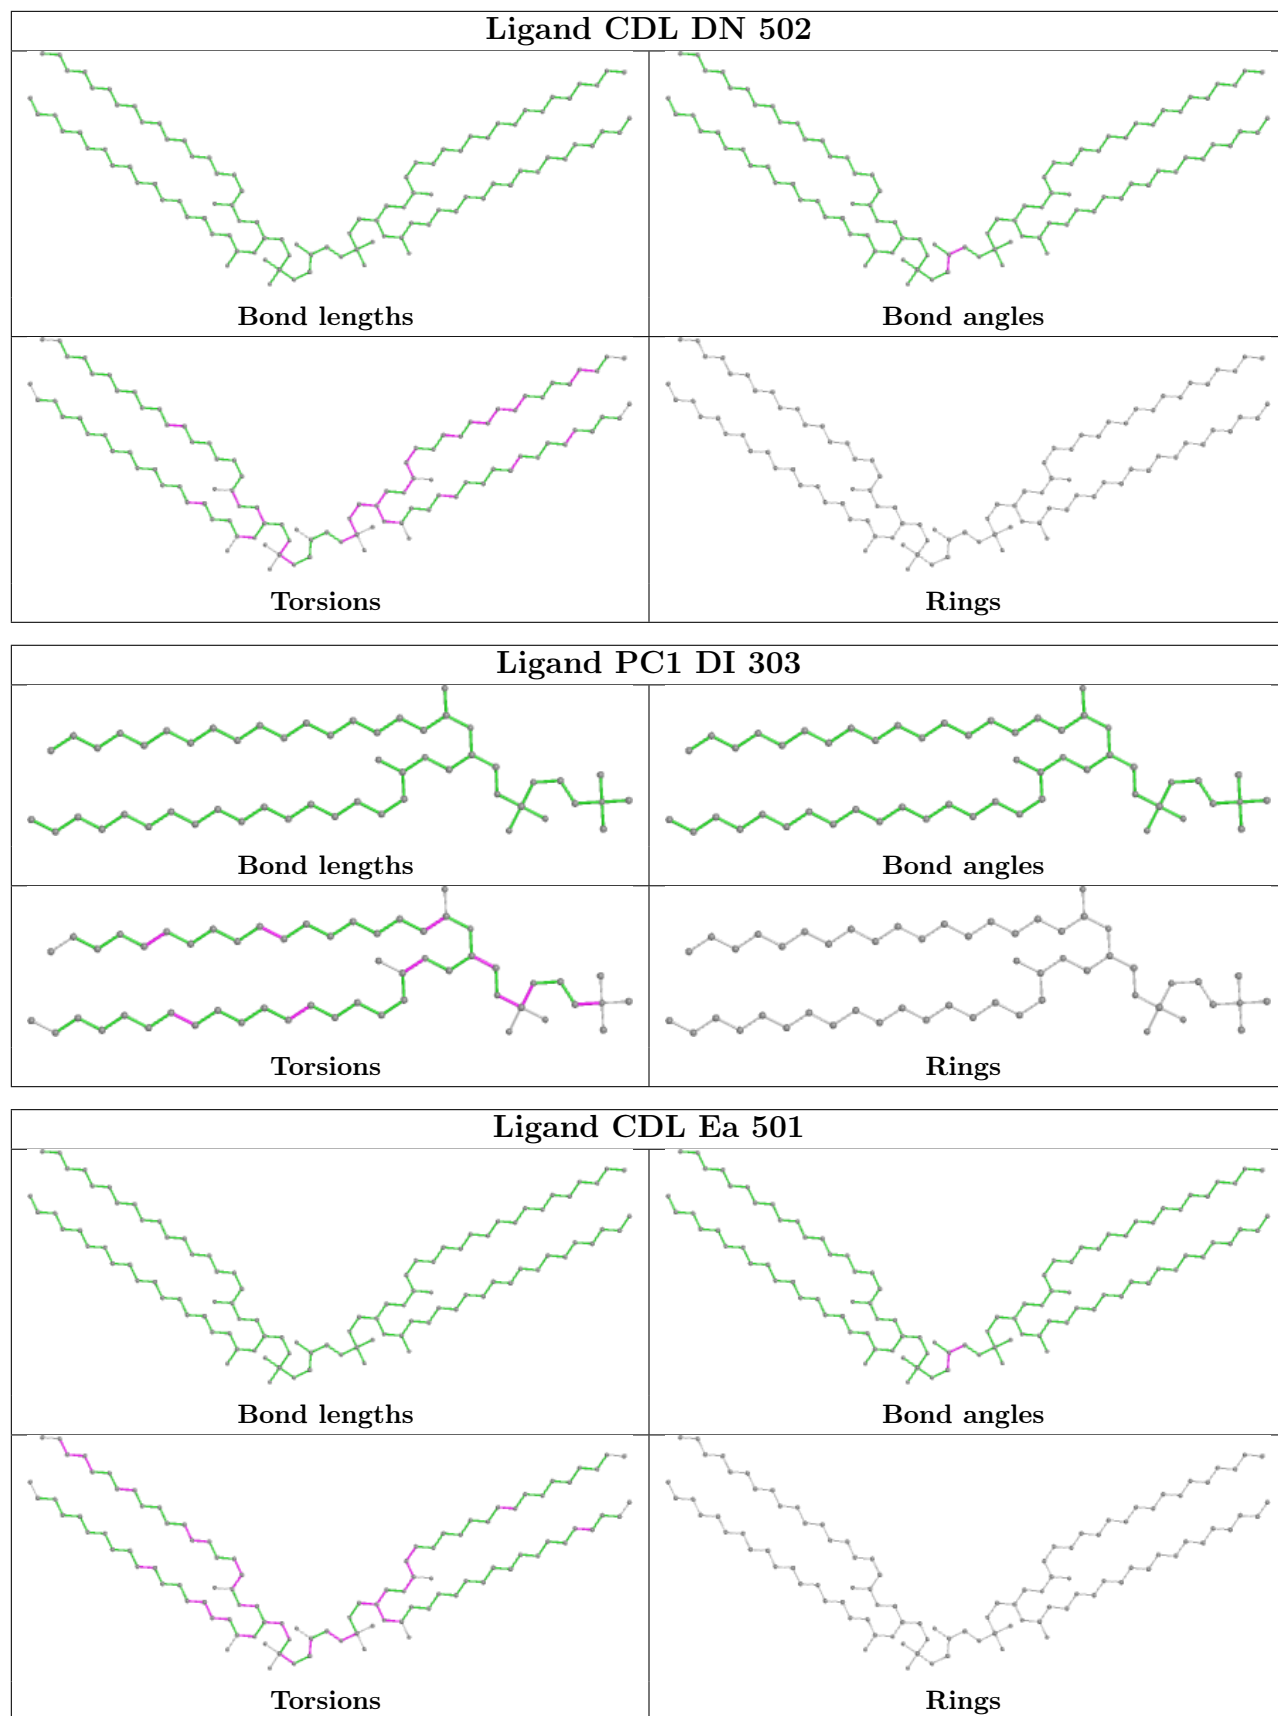 Ligand CDL DN 502
Bond lengths
Bond angles
Torsions
Rings
Ligand PC1 DI 303
Bond lengths
Bond angles
Torsions
Rings
Ligand CDL Ea 501
Bond lengths
Bond angles
Torsions
Rings